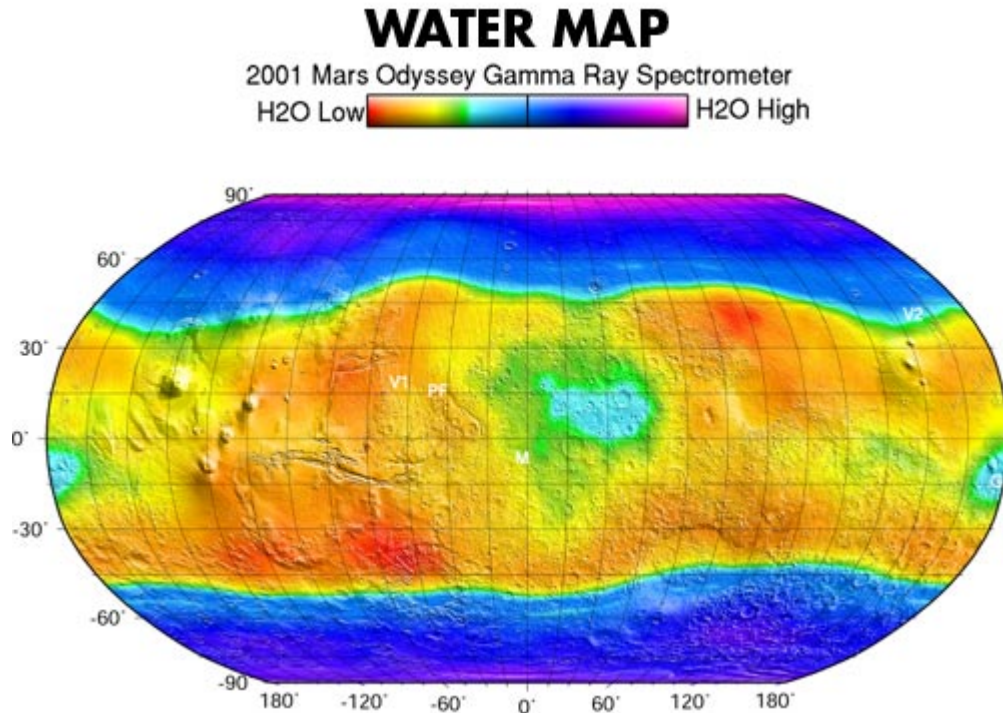 WATER MAP
2001 Mars Odyssey Gamma Ray Spectrometer
H2O Low H2O High
90°
60°
V2
30°
V1 PF
0°
M
-30°
-60°
-90
180° -120° -60° 0° 60° 120° 180°